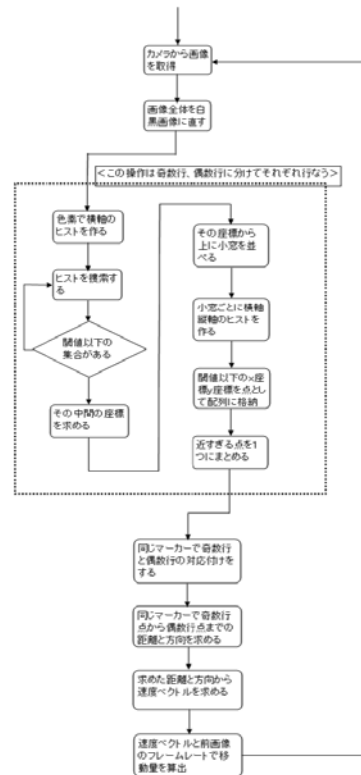 カメラから画像
を取得
画像全体を白
黒画像に直す
<この操作は奇数行、偶数行に分けてそれぞれ行なう>
色薬で横軸の
ヒストを作る
ヒストを捜索す
る
閾値以下の
集合がある
その中間の座標
を求める
その座標から
上に小窓を並
べる
小窓ごとに横軸
縦軸のヒストを
作る
閾値以下のx座
標y座標を点とし
て配列に格納
近すぎる点を1
つにまとめる
同じマーカーで奇数行
と偶数行の対応付けを
する
同じマーカーで奇数行
点から偶数行点までの
距離と方向を求める
求めた距離と方向から
速度ベクトルを求める
速度ベクトルと前画像
のフレームレートで移
動量を算出